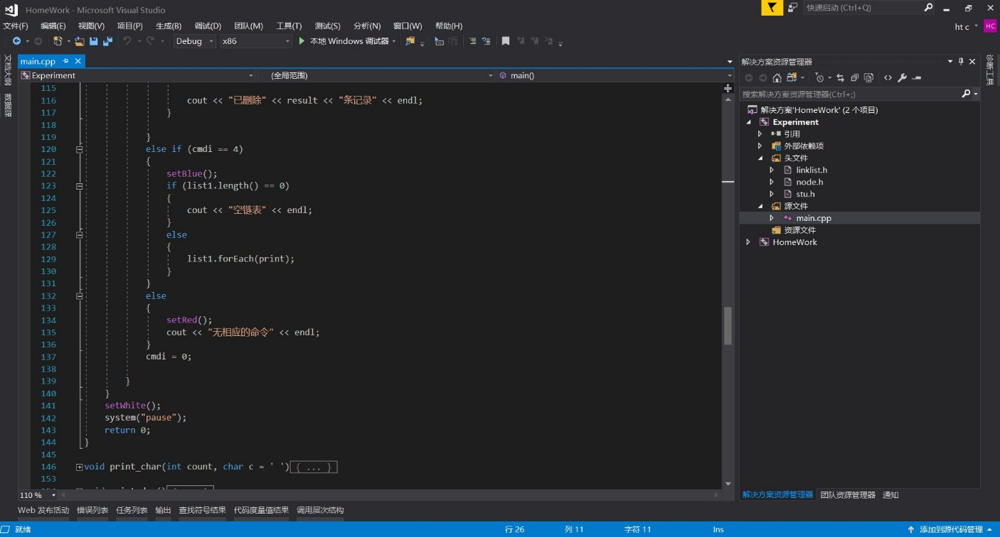 HomeWork - Microsoft Visual Studio
快速启动 (Ctrl+Q)
文件(F) 编辑(E) 视图(V) 项目(P) 生成(B) 调试(D) 团队(M) 工具(T) 测试(S) 分析(N) 窗口(W) 帮助(H)
ht c HC
Debug x86 本地 Windows 调试器
文档大纲
数据源
main.cpp
Experiment (全局范围) main()
115
116 cout << "已删除" << result << "条记录" << endl;
117 }
118
119 }
120 else if (cmdi == 4)
121 {
122 setBlue();
123 if (list1.length() == 0)
124 {
125 cout << "空链表" << endl;
126 }
127 else
128 {
129 list1.forEach(print);
130 }
131 }
132 else
133 {
134 setRed();
135 cout << "无相应的命令" << endl;
136 }
137 cmdi = 0;
138
139 }
140 }
141 setWhite();
142 system("pause");
143 return 0;
144 }
145
146 void print_char(int count, char c = ' '){ ... }
153
110 %
解决方案资源管理器
搜索解决方案资源管理器(Ctrl+;)
解决方案'HomeWork' (2 个项目)
Experiment
引用
外部依赖项
头文件
linklist.h
node.h
stu.h
源文件
main.cpp
资源文件
HomeWork
诊断工具
解决方案资源管理器 团队资源管理器 通知
Web 发布活动 错误列表 任务列表 输出 查找符号结果 代码度量值结果 调用层次结构
就绪 行 26 列 11 字符 11 Ins 添加到源代码管理